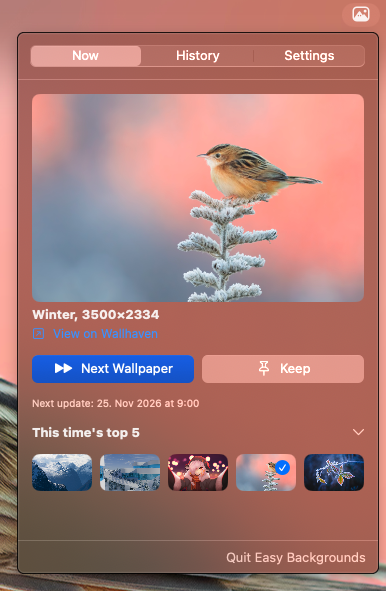 Now
History
Settings
Winter, 3500×2334
View on Wallhaven
Next Wallpaper
Keep
Next update: 25. Nov 2026 at 9:00
This time's top 5
Quit Easy Backgrounds